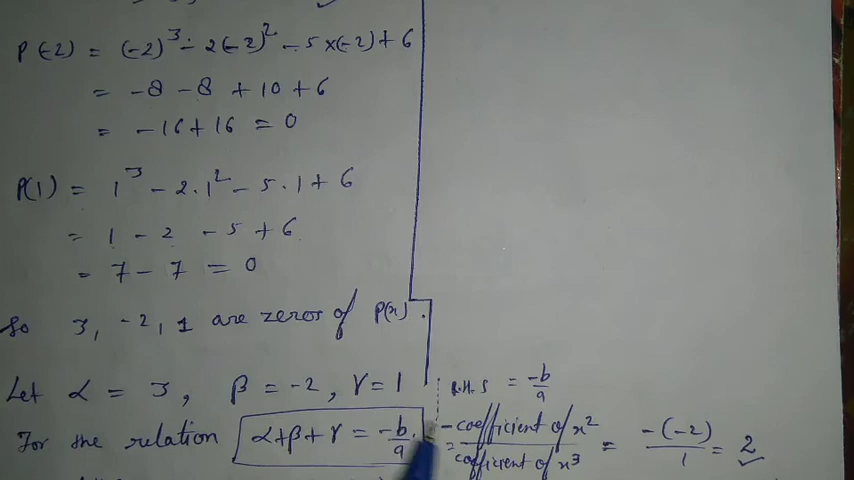 P(-2) = (-2)³ - 2(-2)² - 5×(-2) + 6
= -8 - 8 + 10 + 6
= -16 + 16 = 0
P(1) = 1³ - 2.1² - 5.1 + 6
= 1 - 2 - 5 + 6
= 7 - 7 = 0
So 3, -2, 1 are zeros of P(x).
Let α = 3, β = -2, γ = 1
For the relation α+β+γ = -b/a.
R.H.S = -b/a
= -coefficient of x²/cofficient of x³ = -(-2)/1 = 2